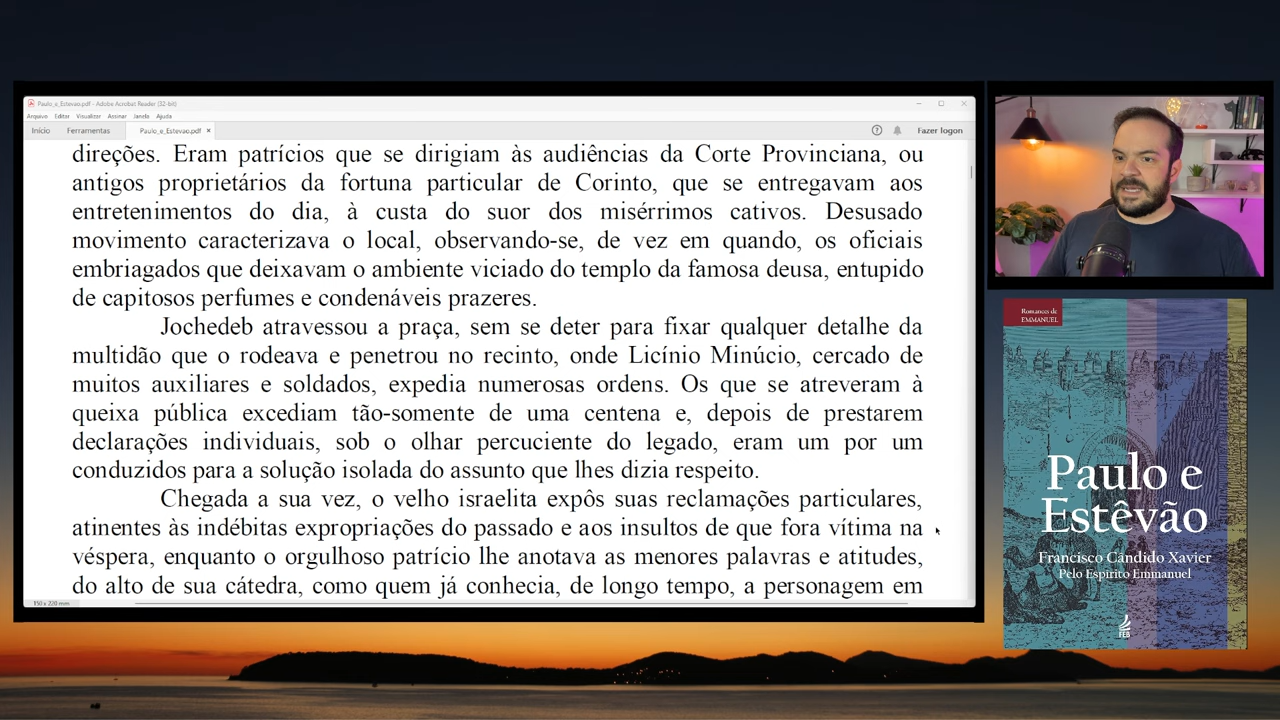 Paulo_e_Estevao.pdf - Adobe Acrobat Reader (32-bit)
Arquivo Editar Visualizar Assinar Janela Ajuda
Início Ferramentas Paulo_e_Estevao.pdf × Fazer logon
direções. Eram patrícios que se dirigiam às audiências da Corte Provinciana, ou
antigos proprietários da fortuna particular de Corinto, que se entregavam aos
entretenimentos do dia, à custa do suor dos misérrimos cativos. Desusado
movimento caracterizava o local, observando-se, de vez em quando, os oficiais
embriagados que deixavam o ambiente viciado do templo da famosa deusa, entupido
de capitosos perfumes e condenáveis prazeres.
Jochedeb atravessou a praça, sem se deter para fixar qualquer detalhe da
multidão que o rodeava e penetrou no recinto, onde Licínio Minúcio, cercado de
muitos auxiliares e soldados, expedia numerosas ordens. Os que se atreveram à
queixa pública excediam tão-somente de uma centena e, depois de prestarem
declarações individuais, sob o olhar percuciente do legado, eram um por um
conduzidos para a solução isolada do assunto que lhes dizia respeito.
Chegada a sua vez, o velho israelita expôs suas reclamações particulares,
atinentes às indébitas expropriações do passado e aos insultos de que fora vítima na
véspera, enquanto o orgulhoso patrício lhe anotava as menores palavras e atitudes,
do alto de sua cátedra, como quem já conhecia, de longo tempo, a personagem em
150 x 220 mm
Romances de
EMMANUEL
Paulo e
Estêvão
Francisco Cândido Xavier
Pelo Espírito Emmanuel
FEB